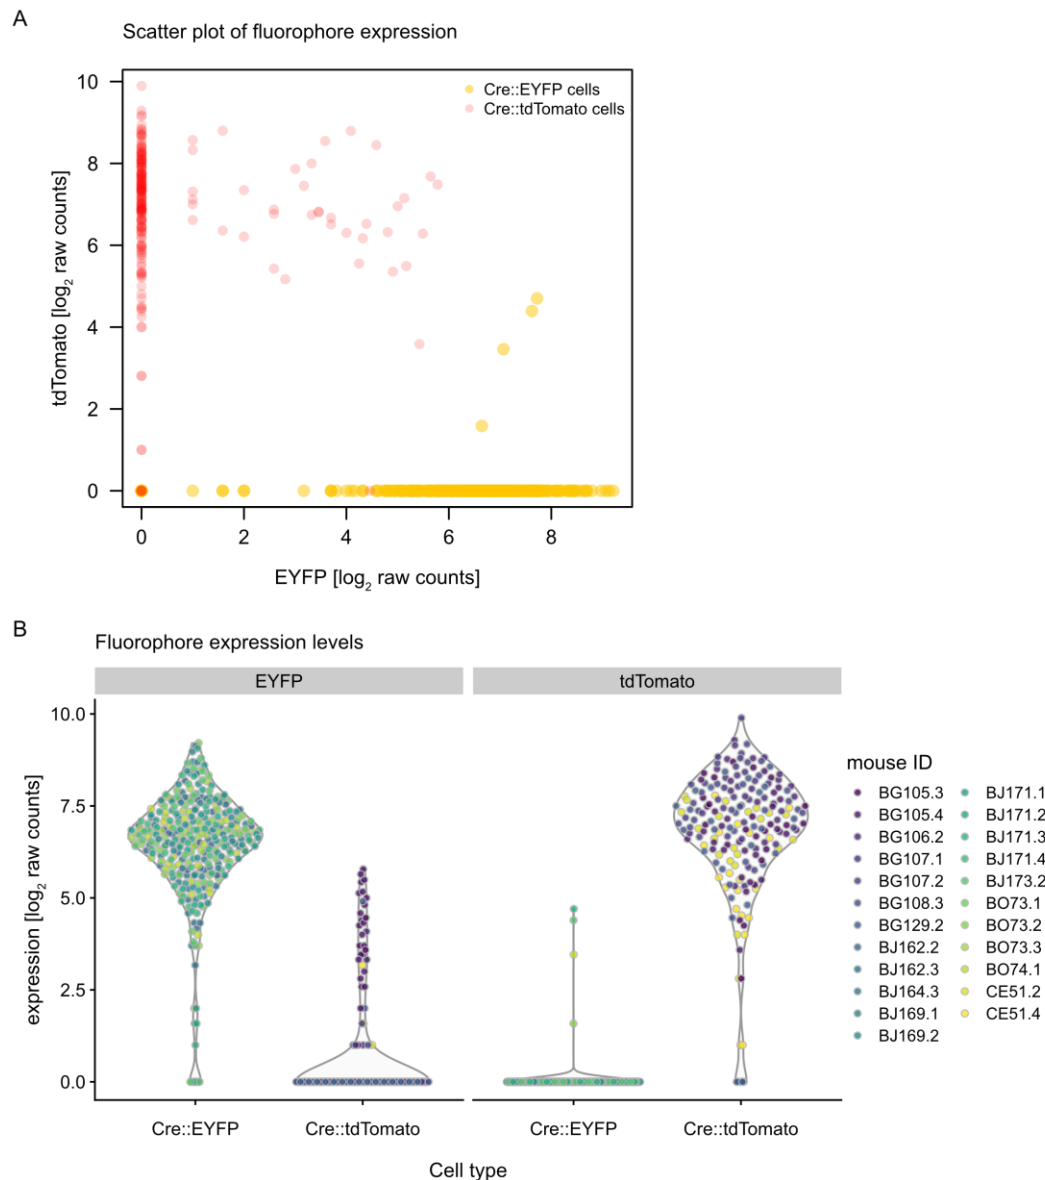 A
Scatter plot of fluorophore expression
Cre::EYFP cells
Cre::tdTomato cells
tdTomato [log2 raw counts]
10
8
6
4
2
0
0 2 4 6 8
EYFP [log2 raw counts]
B
Fluorophore expression levels
EYFP tdTomato
expression [log2 raw counts]
10.0
7.5
5.0
2.5
0.0
Cre::EYFP Cre::tdTomato Cre::EYFP Cre::tdTomato
Cell type
mouse ID
BG105.3 BJ171.1
BG105.4 BJ171.2
BG106.2 BJ171.3
BG107.1 BJ171.4
BG107.2 BJ173.2
BG108.3 BO73.1
BG129.2 BO73.2
BJ162.2 BO73.3
BJ162.3 BO74.1
BJ164.3 CE51.2
BJ169.1 CE51.4
BJ169.2